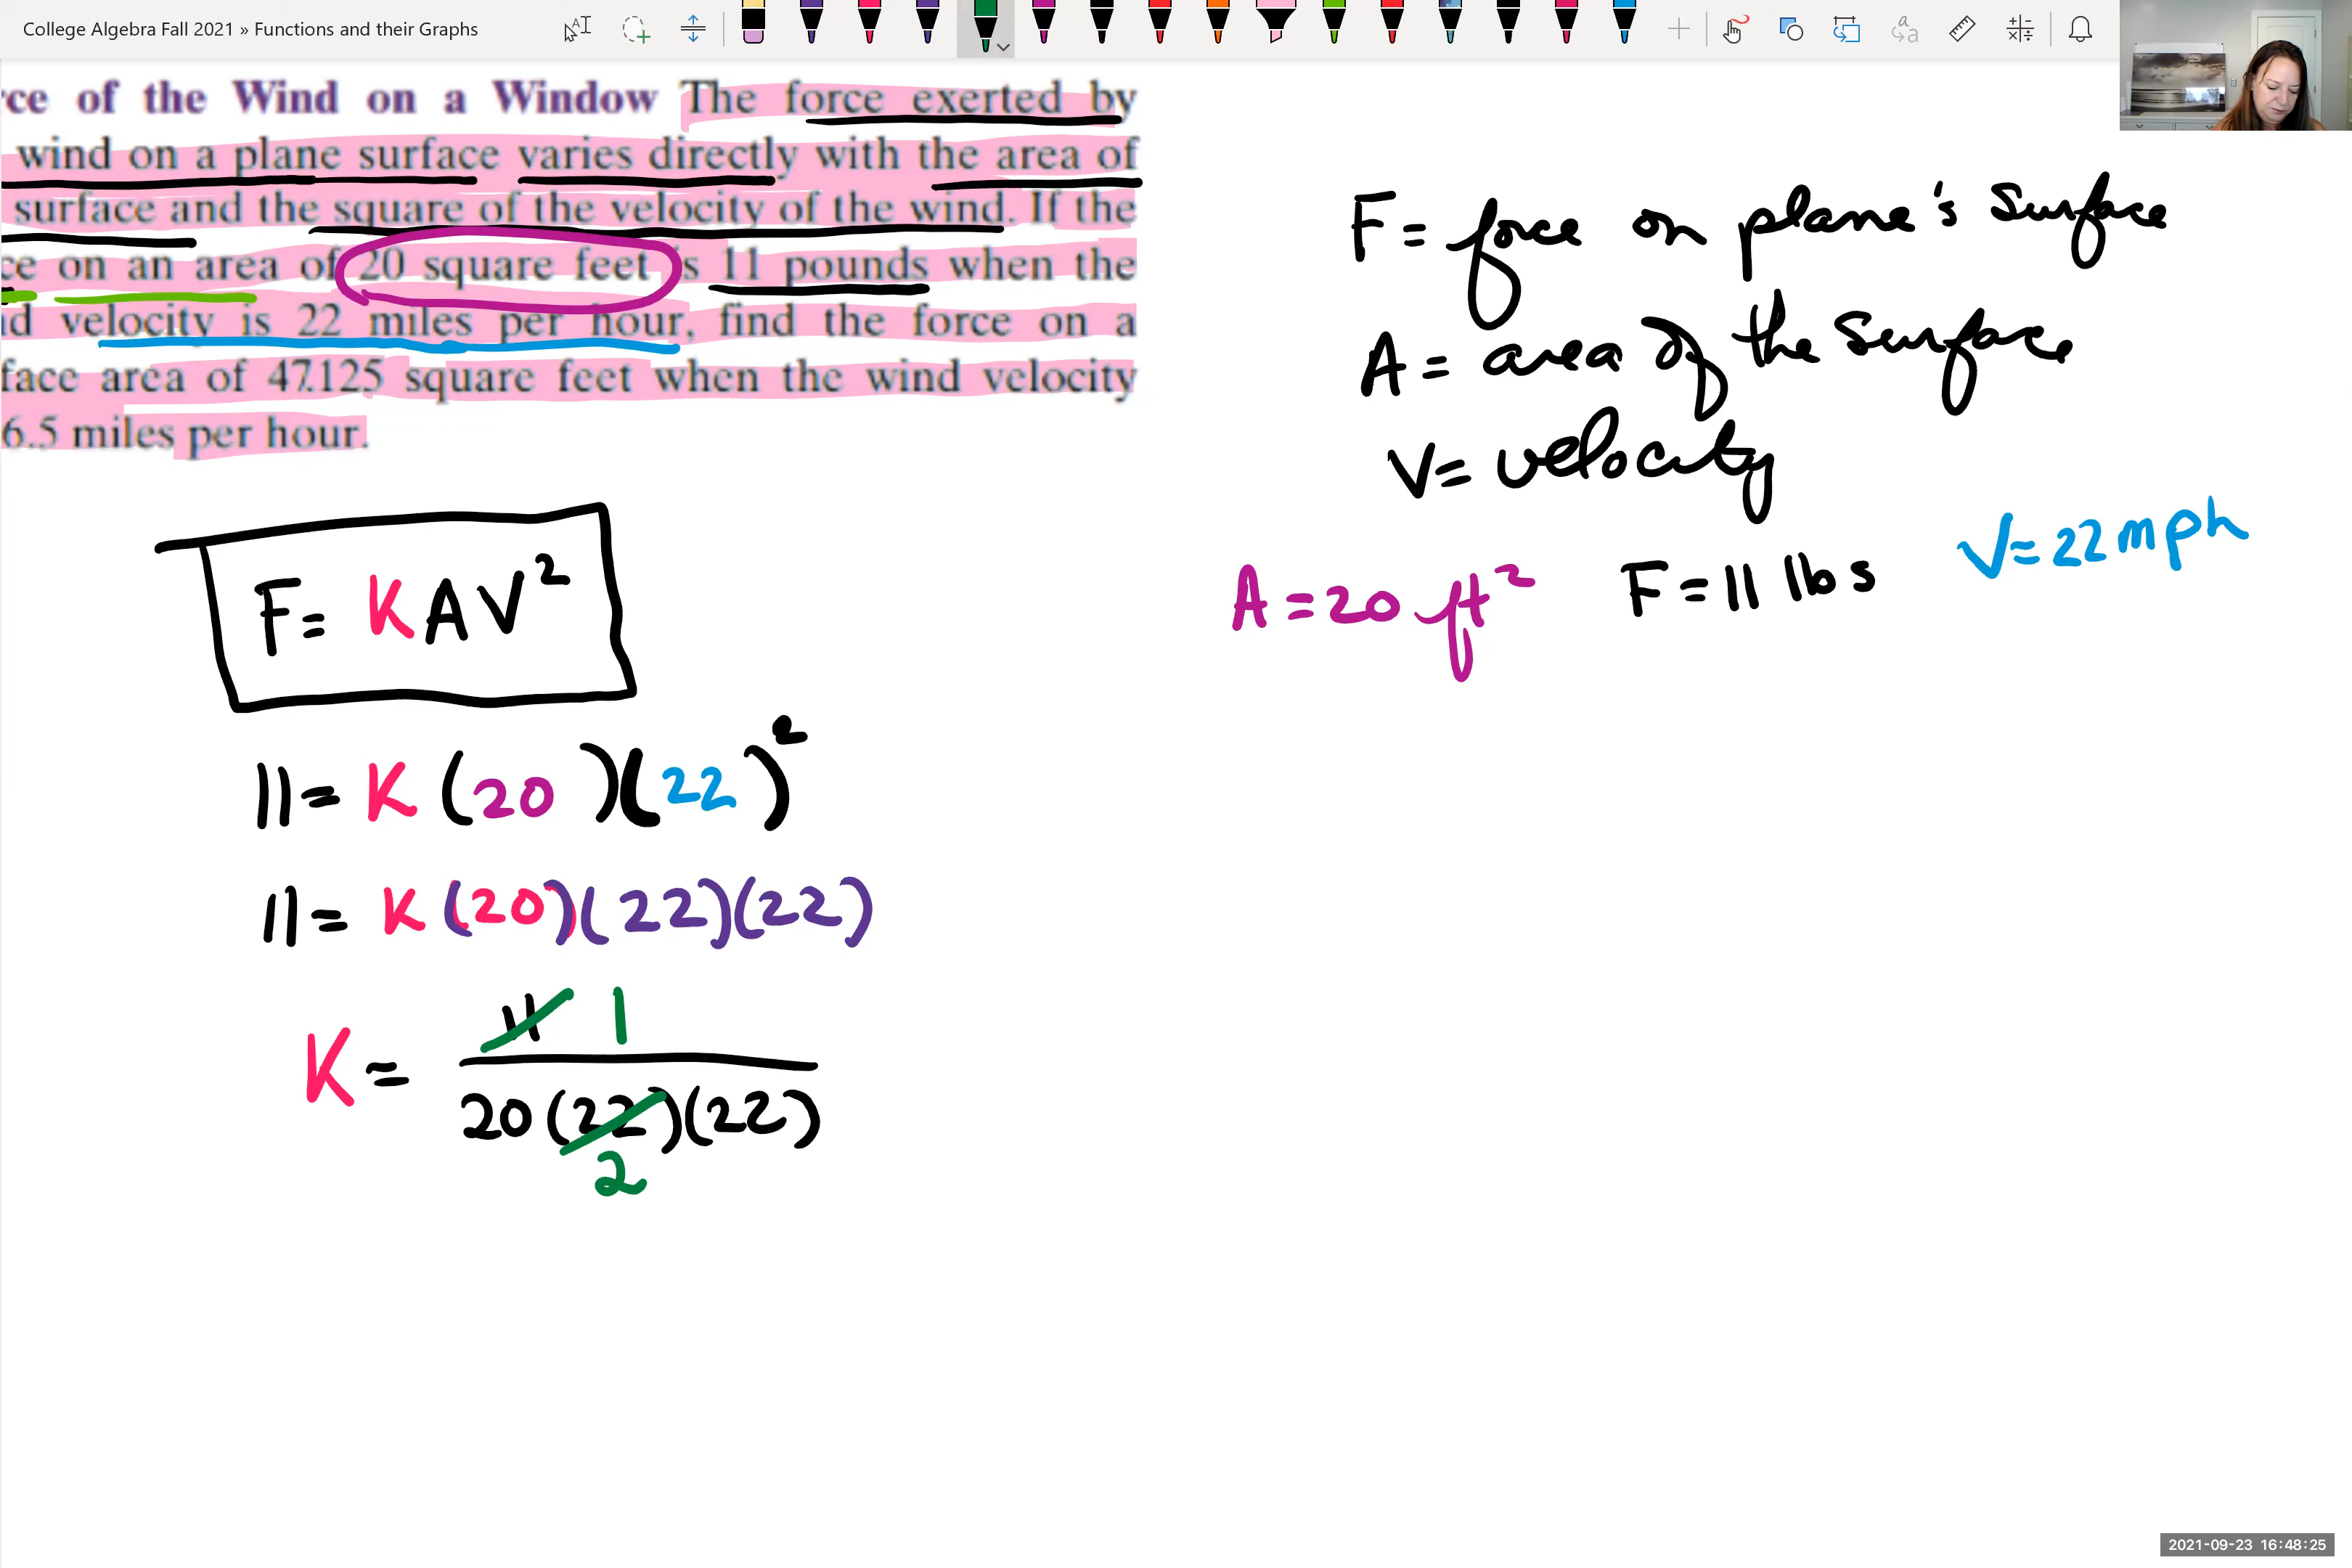 College Algebra Fall 2021 » Functions and their Graphs
ce of the Wind on a Window The force exerted by
wind on a plane surface varies directly with the area of
surface and the square of the velocity of the wind. If the
ce on an area of 20 square feet is 11 pounds when the
d velocity is 22 miles per hour, find the force on a
face area of 47.125 square feet when the wind velocity
6.5 miles per hour.
F = force on plane's surface
A = area of the surface
V = velocity
A = 20 ft²
F = 11 lbs
V = 22 mph
F = KAV²
11 = K(20)(22)²
11 = K(20)(22)(22)
11 1
K =
20(22)(22)
2
2021-09-23 16:48:25